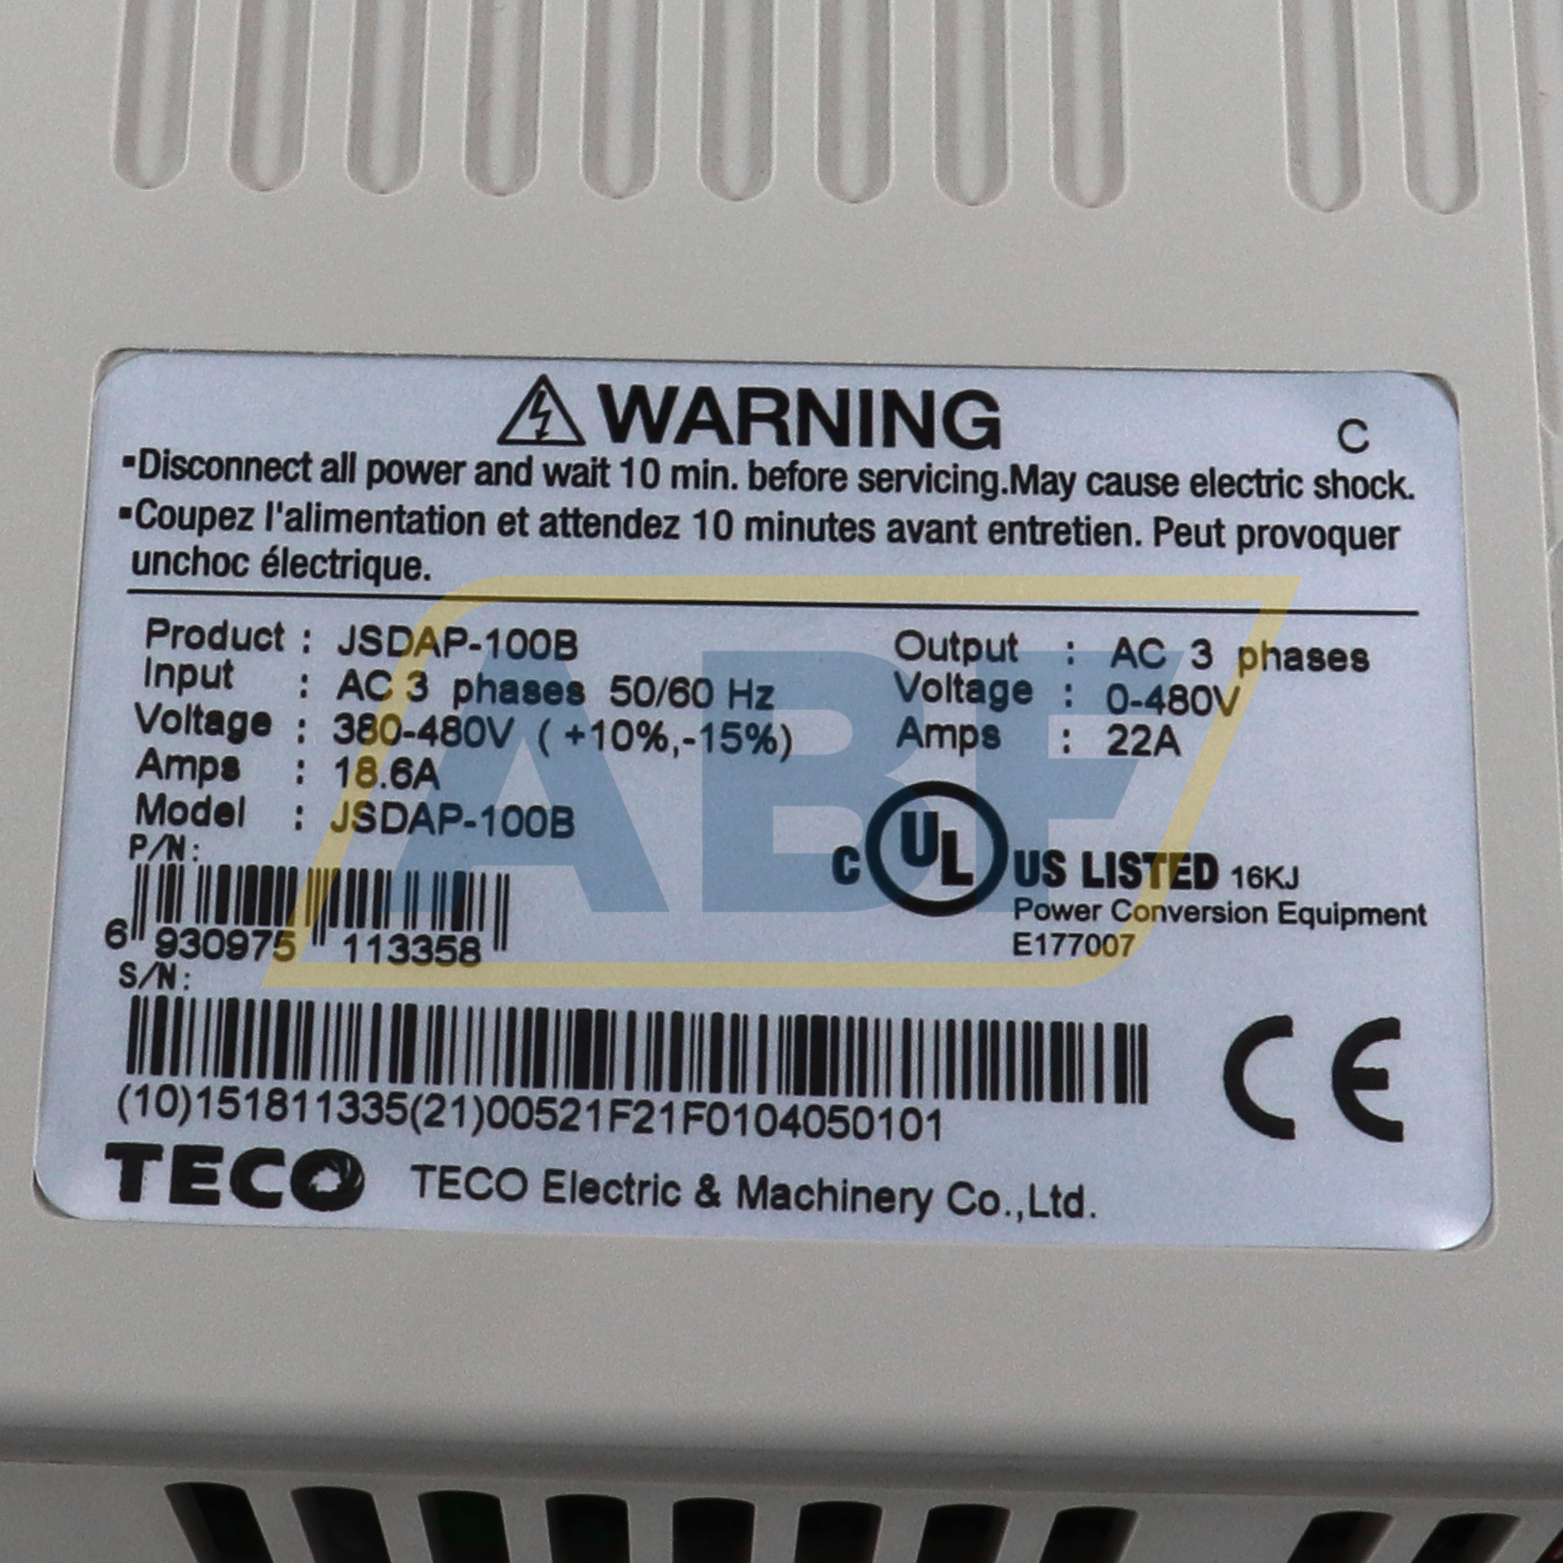 WARNING
C
▪Disconnect all power and wait 10 min. before servicing.May cause electric shock.
▪Coupez l'alimentation et attendez 10 minutes avant entretien. Peut provoquer
unchoc électrique.
Product : JSDAP-100B
Input : AC 3 phases 50/60 Hz
Voltage : 380-480V ( +10%,-15%)
Amps : 18.6A
Model : JSDAP-100B
Output : AC 3 phases
Voltage : 0-480V
Amps : 22A
P/N:
6 930975 113358
C UL US LISTED 16KJ
Power Conversion Equipment
E177007
S/N:
(10)151811335(21)00521F21F0104050101
CE
TECO TECO Electric & Machinery Co.,Ltd.
ABF